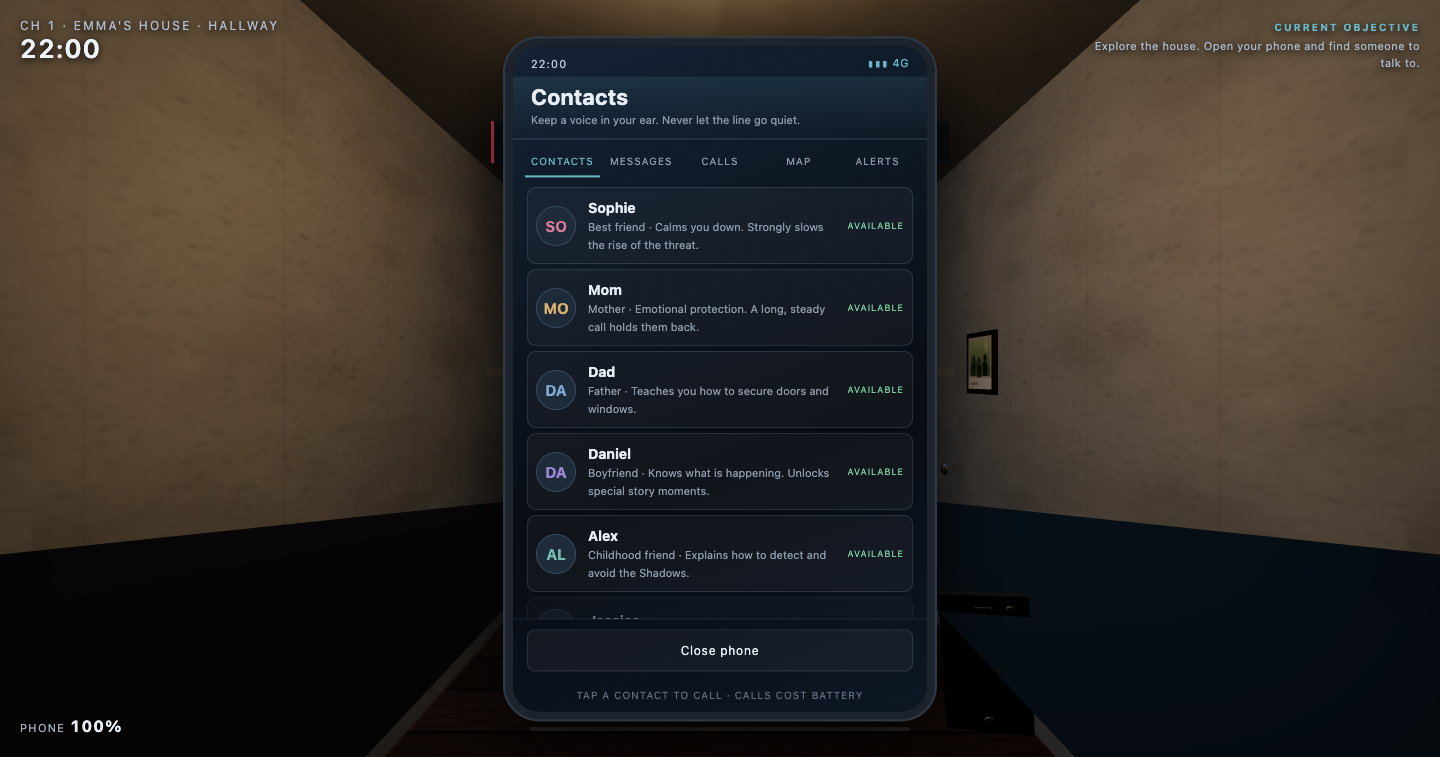 CH 1 · EMMA'S HOUSE · HALLWAY
22:00
CURRENT OBJECTIVE
Explore the house. Open your phone and find someone to
talk to.
22:00
4G
Contacts
Keep a voice in your ear. Never let the line go quiet.
CONTACTS MESSAGES CALLS MAP ALERTS
SO
Sophie
Best friend · Calms you down. Strongly slows
the rise of the threat.
AVAILABLE
MO
Mom
Mother · Emotional protection. A long, steady
call holds them back.
AVAILABLE
DA
Dad
Father · Teaches you how to secure doors and
windows.
AVAILABLE
DA
Daniel
Boyfriend · Knows what is happening. Unlocks
special story moments.
AVAILABLE
AL
Alex
Childhood friend · Explains how to detect and
avoid the Shadows.
AVAILABLE
Close phone
TAP A CONTACT TO CALL · CALLS COST BATTERY
PHONE 100%